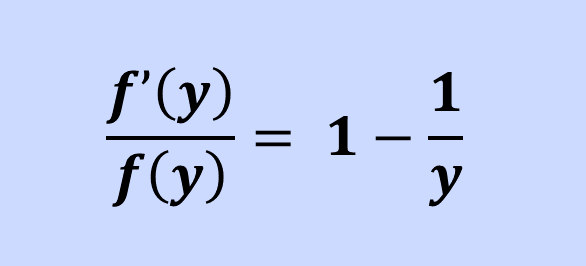 f’(y)/f(y) = 1 − 1/y